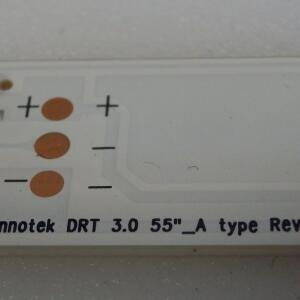 + +
−
− −
nnotek DRT 3.0 55"_A type Rev